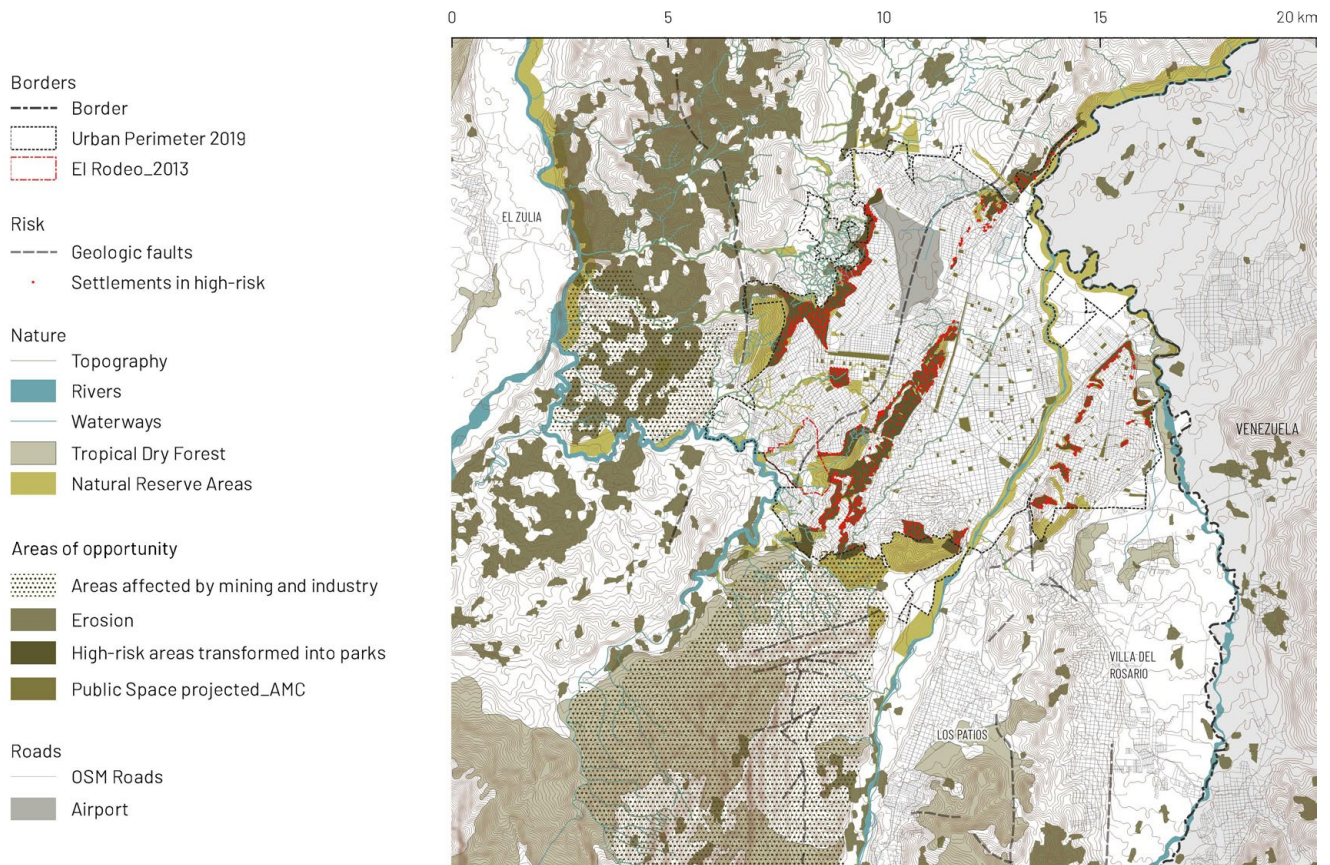 0 5 10 15 20 km
Borders
Border
Urban Perimeter 2019
El Rodeo_2013
Risk
Geologic faults
Settlements in high-risk
Nature
Topography
Rivers
Waterways
Tropical Dry Forest
Natural Reserve Areas
Areas of opportunity
Areas affected by mining and industry
Erosion
High-risk areas transformed into parks
Public Space projected_AMC
Roads
OSM Roads
Airport
EL ZULIA
VENEZUELA
VILLA DEL
ROSARIO
LOS PATIOS